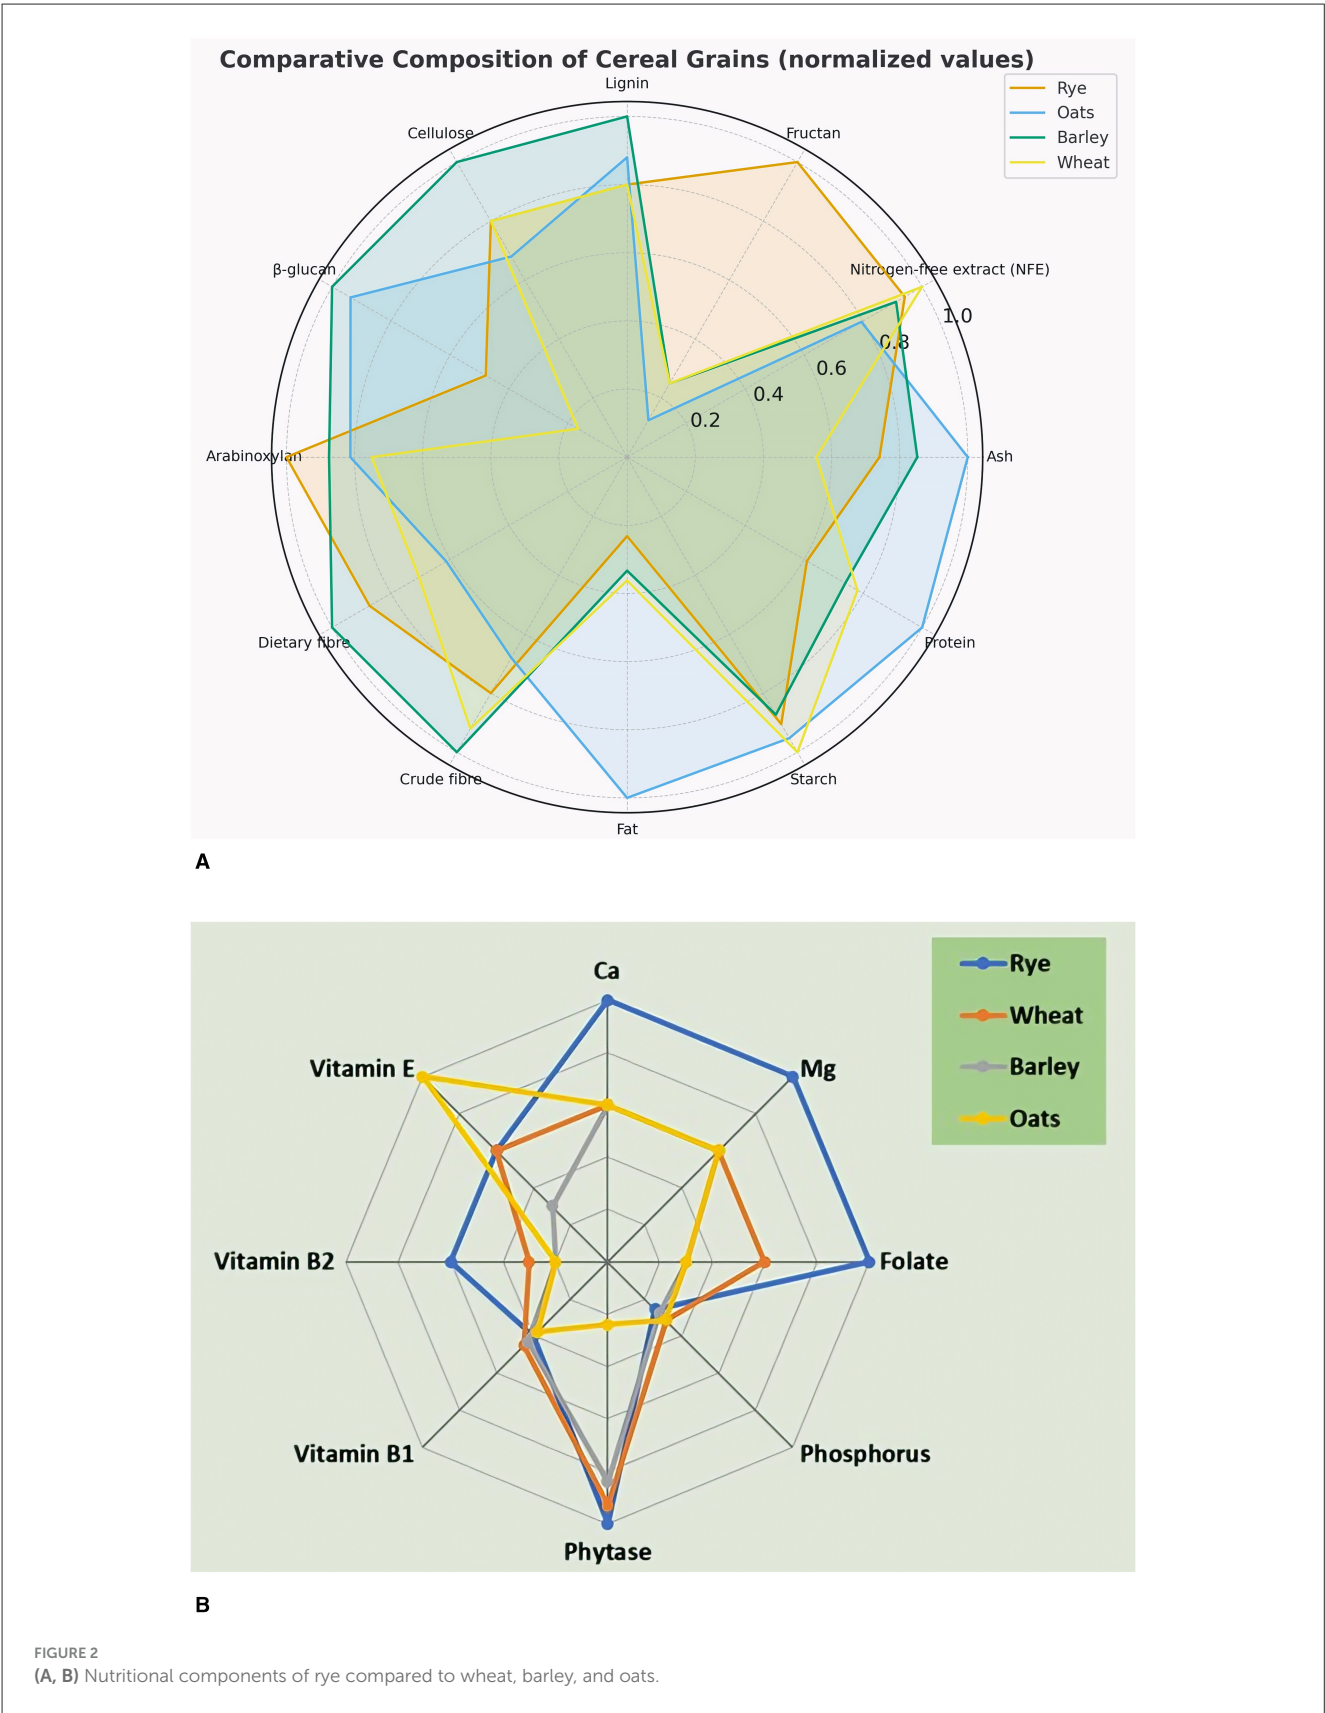 Comparative Composition of Cereal Grains (normalized values)
Rye
Oats
Barley
Wheat
Lignin
Cellulose
Fructan
β-glucan
Nitrogen-free extract (NFE)
1.0
0.8
0.6
0.4
0.2
Arabinoxylan
Ash
Dietary fibre
Protein
Crude fibre
Starch
Fat
A
Rye
Wheat
Barley
Oats
Ca
Vitamin E
Mg
Vitamin B2
Folate
Vitamin B1
Phosphorus
Phytase
B
FIGURE 2
(A, B) Nutritional components of rye compared to wheat, barley, and oats.